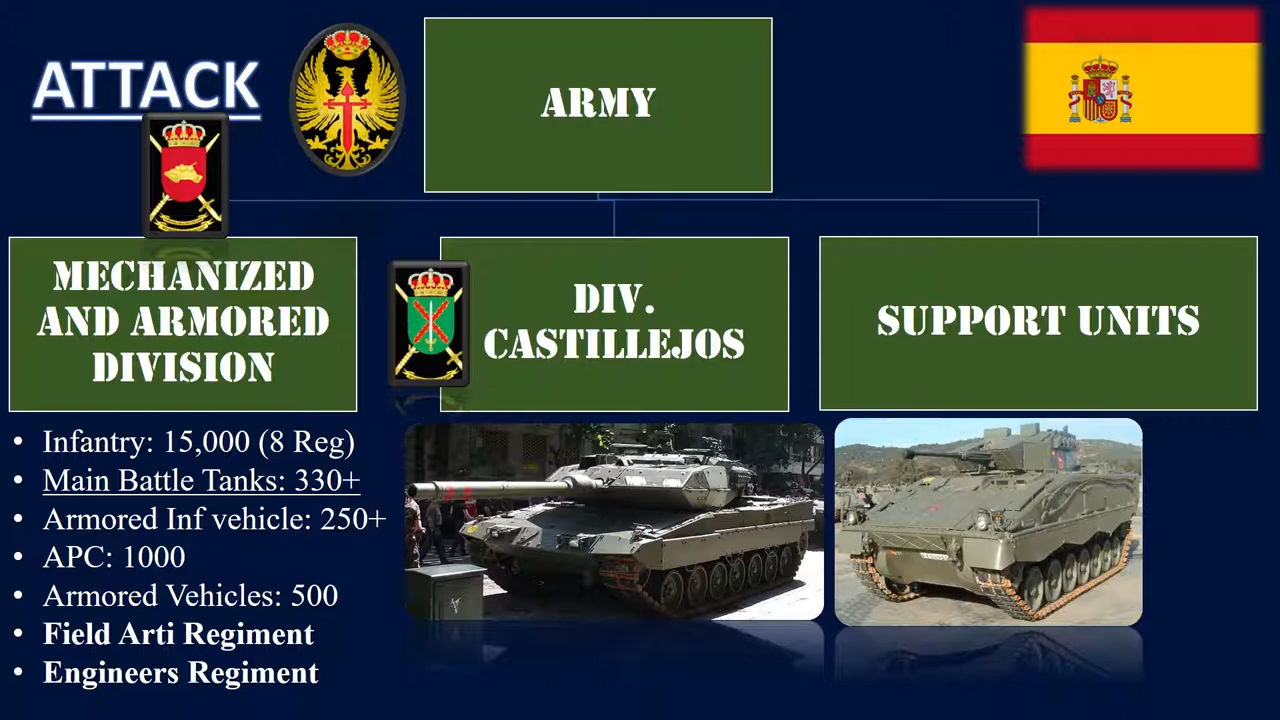 ATTACK
ARMY
MECHANIZED
AND ARMORED
DIVISION
DIV.
CASTILLEJOS
SUPPORT UNITS
• Infantry: 15,000 (8 Reg)
• Main Battle Tanks: 330+
• Armored Inf vehicle: 250+
• APC: 1000
• Armored Vehicles: 500
• Field Arti Regiment
• Engineers Regiment